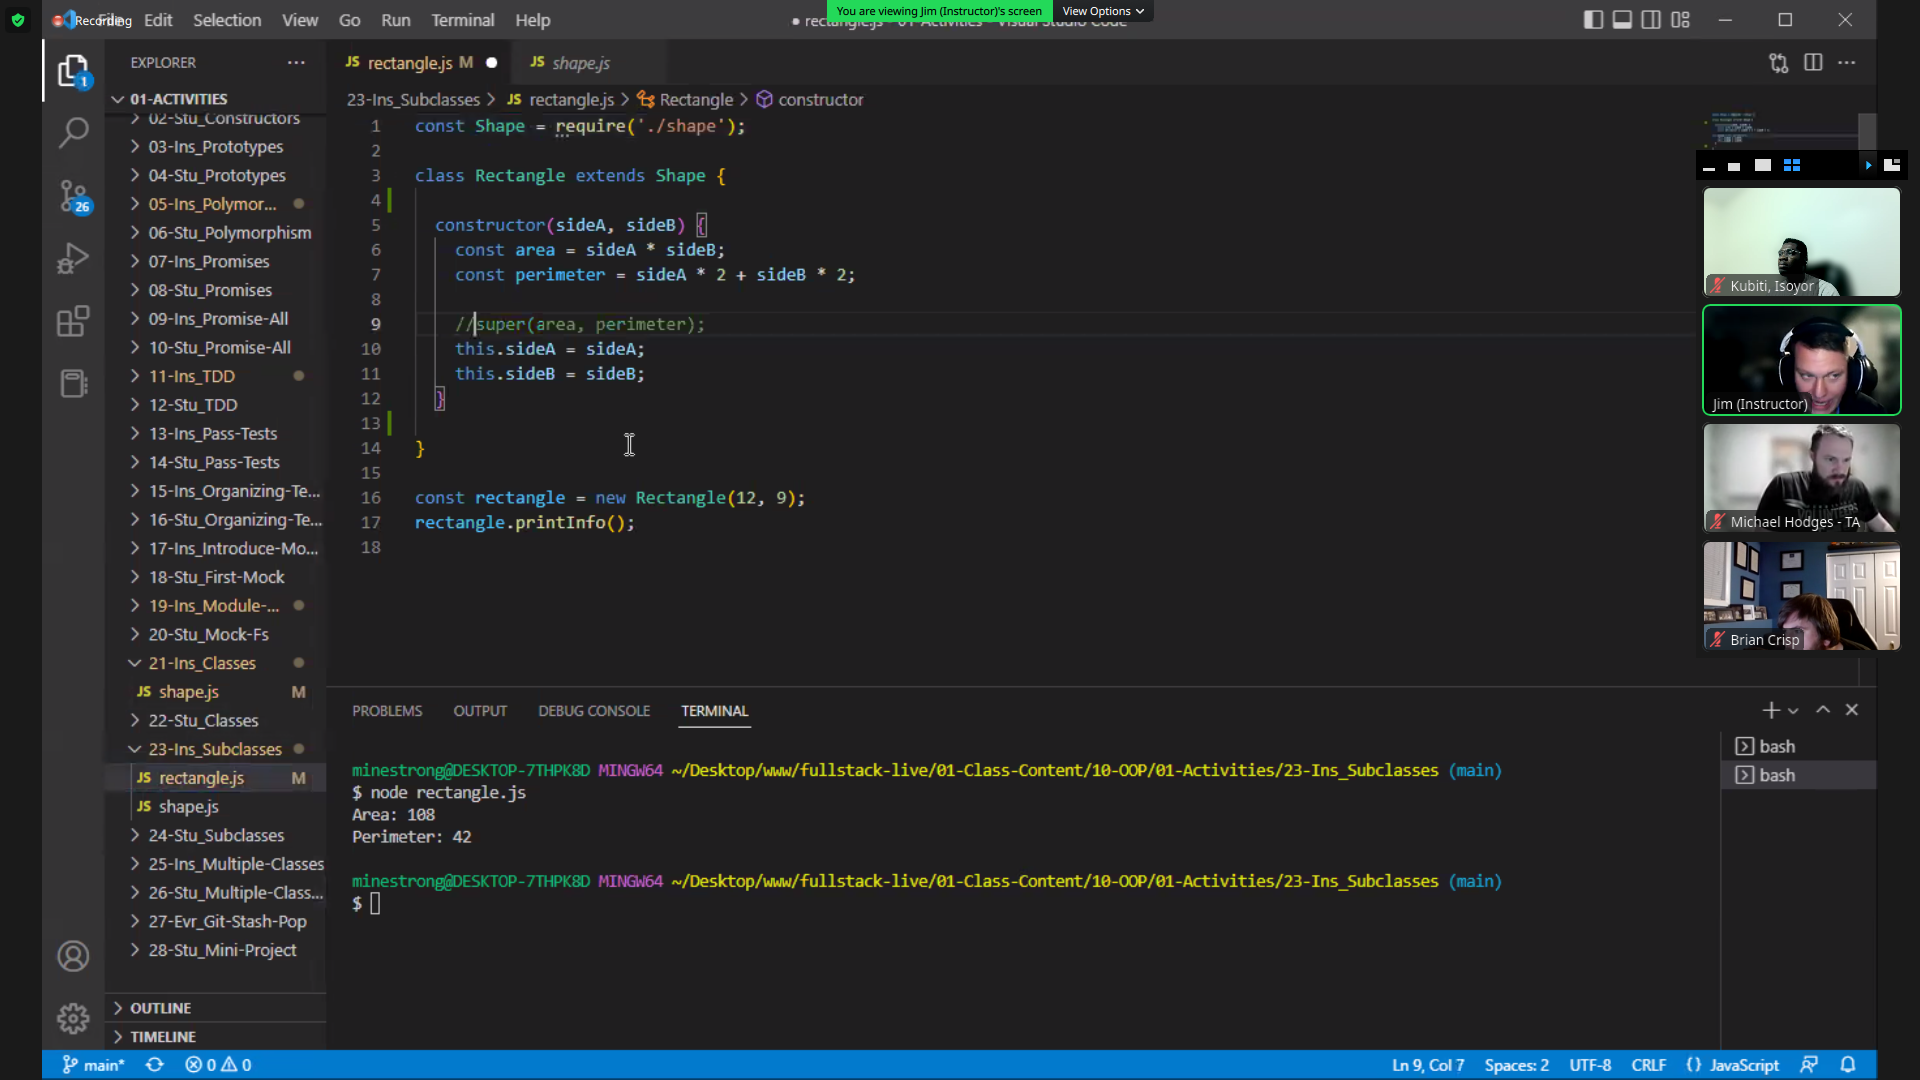 Recording
File Edit Selection View Go Run Terminal Help
You are viewing Jim (Instructor)'s screen
View Options
EXPLORER
01-ACTIVITIES
02-Stu_Constructors
03-Ins_Prototypes
04-Stu_Prototypes
05-Ins_Polymor...
06-Stu_Polymorphism
07-Ins_Promises
08-Stu_Promises
09-Ins_Promise-All
10-Stu_Promise-All
11-Ins_TDD
12-Stu_TDD
13-Ins_Pass-Tests
14-Stu_Pass-Tests
15-Ins_Organizing-Te...
16-Stu_Organizing-Te...
17-Ins_Introduce-Mo...
18-Stu_First-Mock
19-Ins_Module-...
20-Stu_Mock-Fs
21-Ins_Classes
JS shape.js M
22-Stu_Classes
23-Ins_Subclasses
JS rectangle.js M
JS shape.js
24-Stu_Subclasses
25-Ins_Multiple-Classes
26-Stu_Multiple-Class...
27-Evr_Git-Stash-Pop
28-Stu_Mini-Project
OUTLINE
TIMELINE
1
26
JS rectangle.js M
JS shape.js
23-Ins_Subclasses > JS rectangle.js > Rectangle > constructor
1 const Shape = require('./shape');
2
3 class Rectangle extends Shape {
4
5 constructor(sideA, sideB) {
6 const area = sideA * sideB;
7 const perimeter = sideA * 2 + sideB * 2;
8
9 //super(area, perimeter);
10 this.sideA = sideA;
11 this.sideB = sideB;
12 }
13
14 }
15
16 const rectangle = new Rectangle(12, 9);
17 rectangle.printInfo();
18
Kubiti, Isoyor
Jim (Instructor)
Michael Hodges - TA
Brian Crisp
PROBLEMS OUTPUT DEBUG CONSOLE TERMINAL
minestrong@DESKTOP-7THPK8D MINGW64 ~/Desktop/www/fullstack-live/01-Class-Content/10-OOP/01-Activities/23-Ins_Subclasses (main)
$ node rectangle.js
Area: 108
Perimeter: 42
minestrong@DESKTOP-7THPK8D MINGW64 ~/Desktop/www/fullstack-live/01-Class-Content/10-OOP/01-Activities/23-Ins_Subclasses (main)
$
bash
bash
main* 0 0
Ln 9, Col 7 Spaces: 2 UTF-8 CRLF {} JavaScript